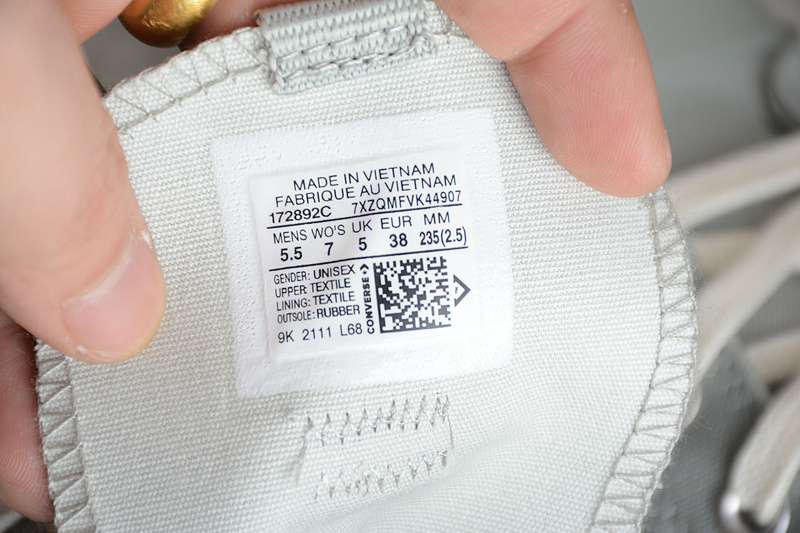 MADE IN VIETNAM
FABRIQUE AU VIETNAM
172892C 7XZQMFVK44907
MENS WO'S UK EUR MM
5.5 7 5 38 235(2.5)
GENDER: UNISEX
UPPER: TEXTILE
LINING: TEXTILE
OUTSOLE: RUBBER
9K 2111 L68
CONVERSE